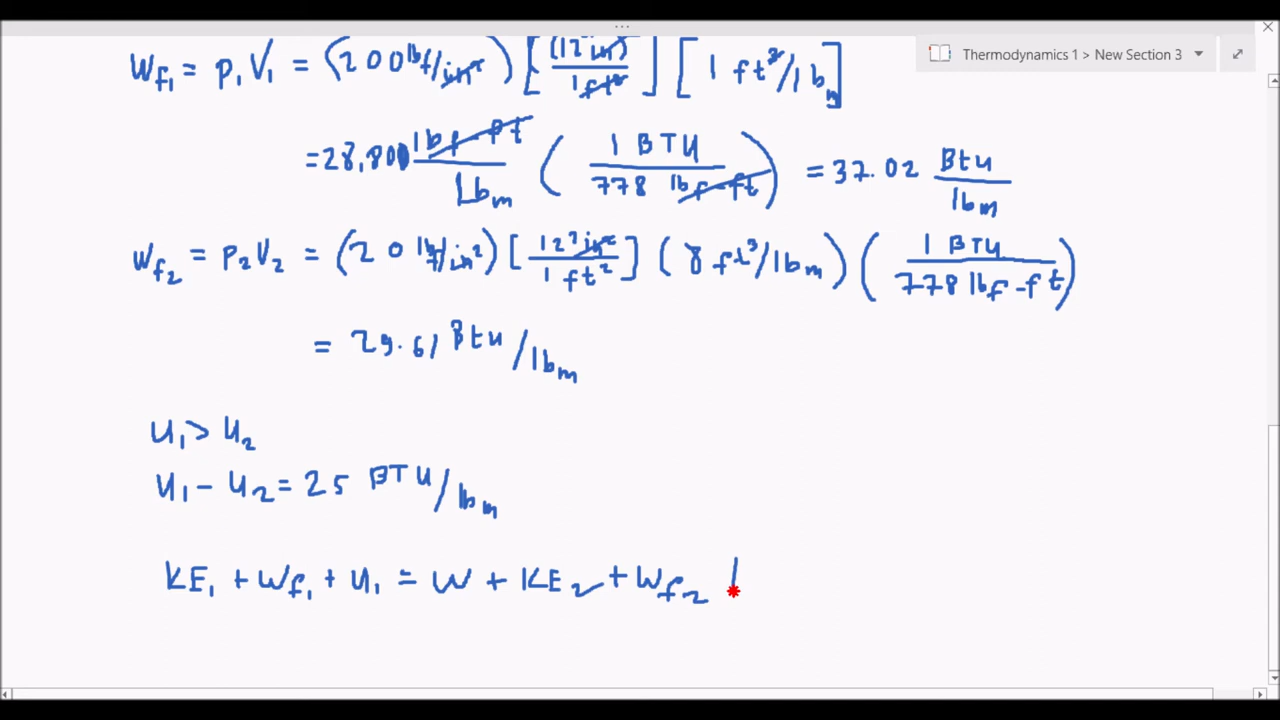 Thermodynamics 1 > New Section 3
Wf₁ = p₁V₁ = (200 lbf/in²) [(12 in)²/1ft²] [1 ft³/1 lbm]
= 28,800 lbf-ft/Lbm (1 BTU/778 lbf-ft) = 37.02 Btu/lbm
Wf₂ = p₂V₂ = (20 lbf/in²) [12² in²/1 ft²] (8 ft³/lbm) (1 BTU/778 lbf-ft)
= 29.61 Btu/lbm
u₁ > u₂
u₁ - u₂ = 25 BTU/lbm
KE₁ + Wf₁ + u₁ = W + KE₂ + Wf₂